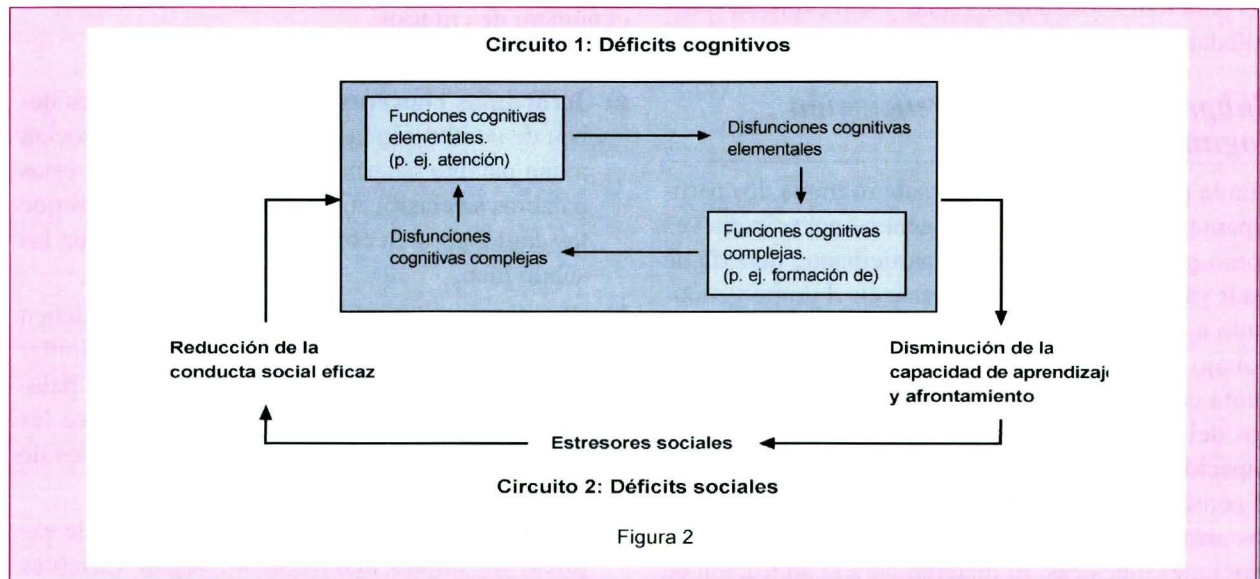 Circuito 1: Déficits cognitivos
Funciones cognitivas
elementales.
(p. ej. atención)
Disfunciones cognitivas
elementales
Disfunciones
cognitivas complejas
Funciones cognitivas
complejas.
(p. ej. formación de)
Reducción de la
conducta social eficaz
Disminución de la
capacidad de aprendizaje
y afrontamiento
Estresores sociales
Circuito 2: Déficits sociales
Figura 2